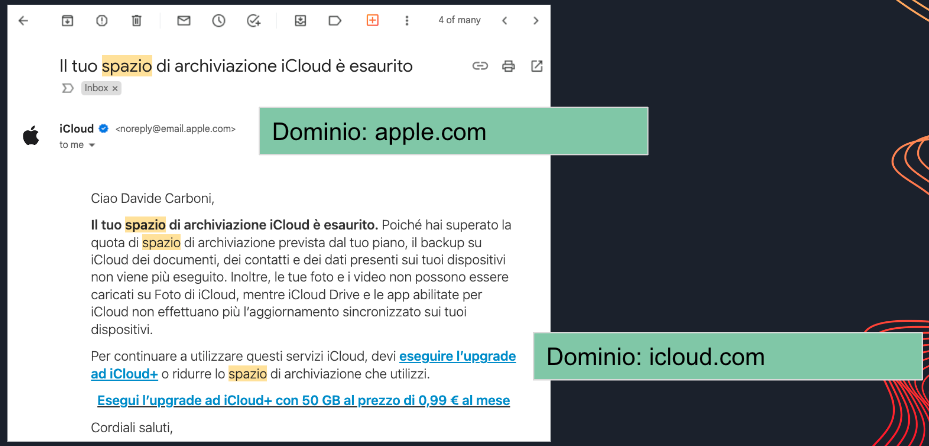 4 of many
Il tuo spazio di archiviazione iCloud è esaurito
Inbox ×
iCloud <noreply@email.apple.com>
to me
Dominio: apple.com
Ciao Davide Carboni,
Il tuo spazio di archiviazione iCloud è esaurito. Poiché hai superato la
quota di spazio di archiviazione prevista dal tuo piano, il backup su
iCloud dei documenti, dei contatti e dei dati presenti sui tuoi dispositivi
non viene più eseguito. Inoltre, le tue foto e i video non possono essere
caricati su Foto di iCloud, mentre iCloud Drive e le app abilitate per
iCloud non effettuano più l’aggiornamento sincronizzato sui tuoi
dispositivi.
Per continuare a utilizzare questi servizi iCloud, devi eseguire l’upgrade
ad iCloud+ o ridurre lo spazio di archiviazione che utilizzi.
Dominio: icloud.com
Esegui l’upgrade ad iCloud+ con 50 GB al prezzo di 0,99 € al mese
Cordiali saluti,